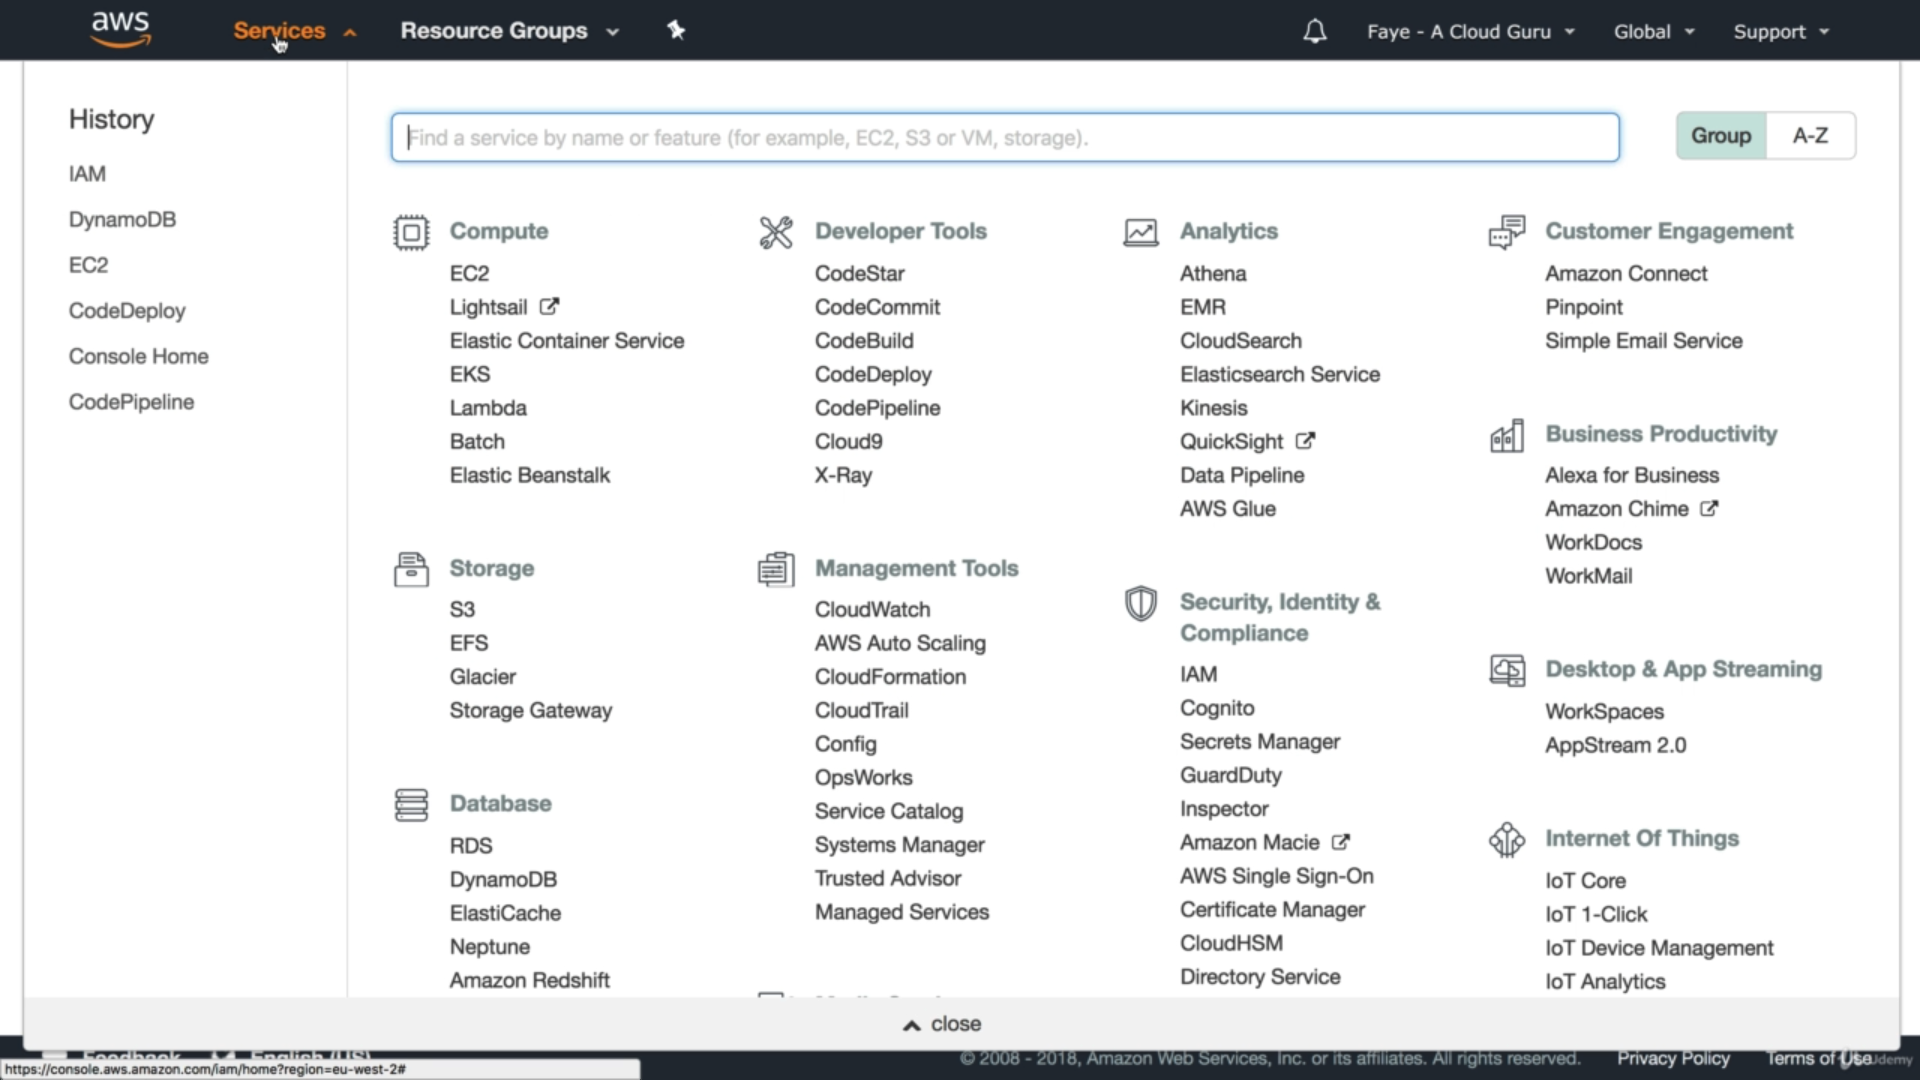 aws
Services
Resource Groups
Faye - A Cloud Guru
Global
Support
History
IAM
DynamoDB
EC2
CodeDeploy
Console Home
CodePipeline
Find a service by name or feature (for example, EC2, S3 or VM, storage).
Group
A-Z
Compute
EC2
Lightsail
Elastic Container Service
EKS
Lambda
Batch
Elastic Beanstalk
Storage
S3
EFS
Glacier
Storage Gateway
Database
RDS
DynamoDB
ElastiCache
Neptune
Amazon Redshift
Developer Tools
CodeStar
CodeCommit
CodeBuild
CodeDeploy
CodePipeline
Cloud9
X-Ray
Management Tools
CloudWatch
AWS Auto Scaling
CloudFormation
CloudTrail
Config
OpsWorks
Service Catalog
Systems Manager
Trusted Advisor
Managed Services
Analytics
Athena
EMR
CloudSearch
Elasticsearch Service
Kinesis
QuickSight
Data Pipeline
AWS Glue
Security, Identity &
Compliance
IAM
Cognito
Secrets Manager
GuardDuty
Inspector
Amazon Macie
AWS Single Sign-On
Certificate Manager
CloudHSM
Directory Service
Customer Engagement
Amazon Connect
Pinpoint
Simple Email Service
Business Productivity
Alexa for Business
Amazon Chime
WorkDocs
WorkMail
Desktop & App Streaming
WorkSpaces
AppStream 2.0
Internet Of Things
IoT Core
IoT 1-Click
IoT Device Management
IoT Analytics
close
Feedback
English (US)
© 2008 - 2018, Amazon Web Services, Inc. or its affiliates. All rights reserved.
Privacy Policy
Terms of Use
Udemy
https://console.aws.amazon.com/iam/home?region=eu-west-2#